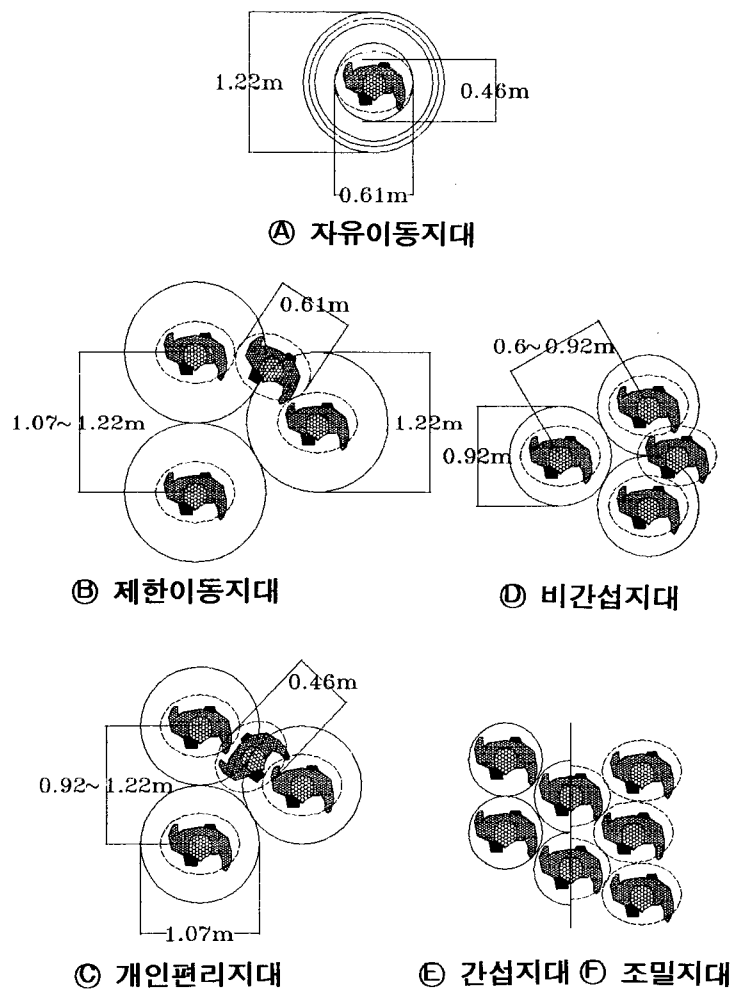 1.22m
0.46m
0.61m
Ⓐ 자유이동지대
0.61m
1.07~1.22m
1.22m
Ⓑ 제한이동지대
0.6~0.92m
0.92m
Ⓓ 비간섭지대
0.46m
0.92~1.22m
1.07m
Ⓒ 개인편리지대
Ⓔ 간섭지대 Ⓕ 조밀지대